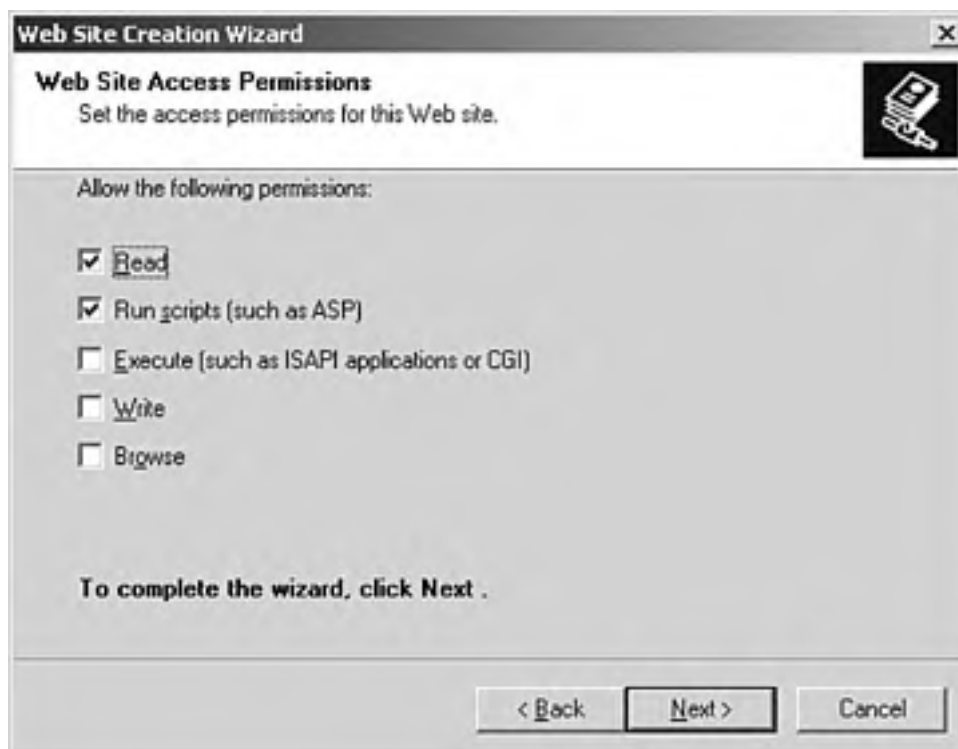 Web Site Creation Wizard
Web Site Access Permissions
Set the access permissions for this Web site.
Allow the following permissions:
Read
Run scripts (such as ASP)
Execute (such as ISAPI applications or CGI)
Write
Browse
To complete the wizard, click Next .
< Back Next > Cancel